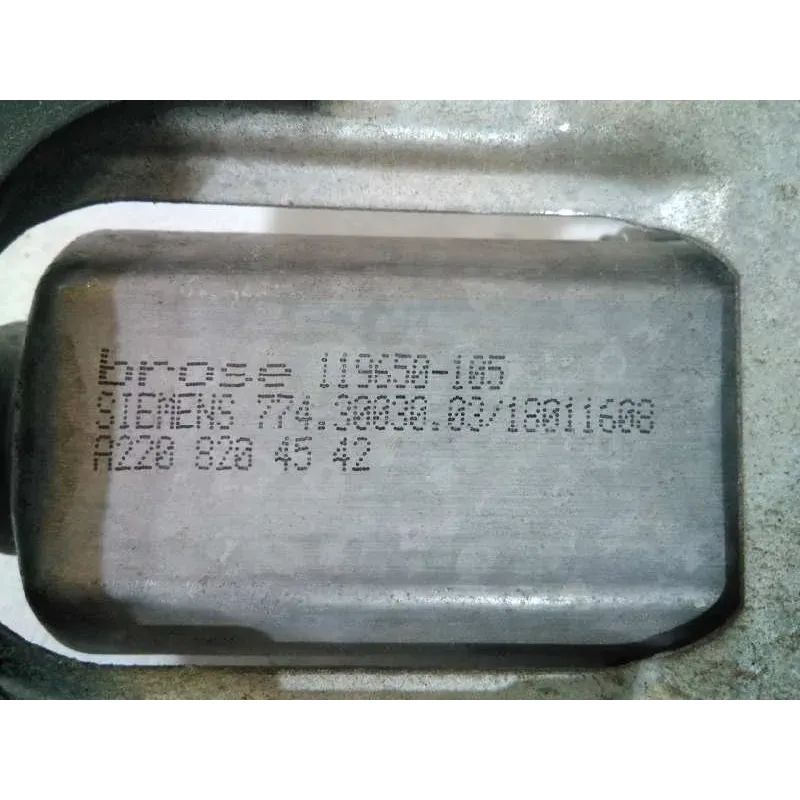 brose 119650-105
SIEMENS 774.30030.03/18011608
A220 820 45 42